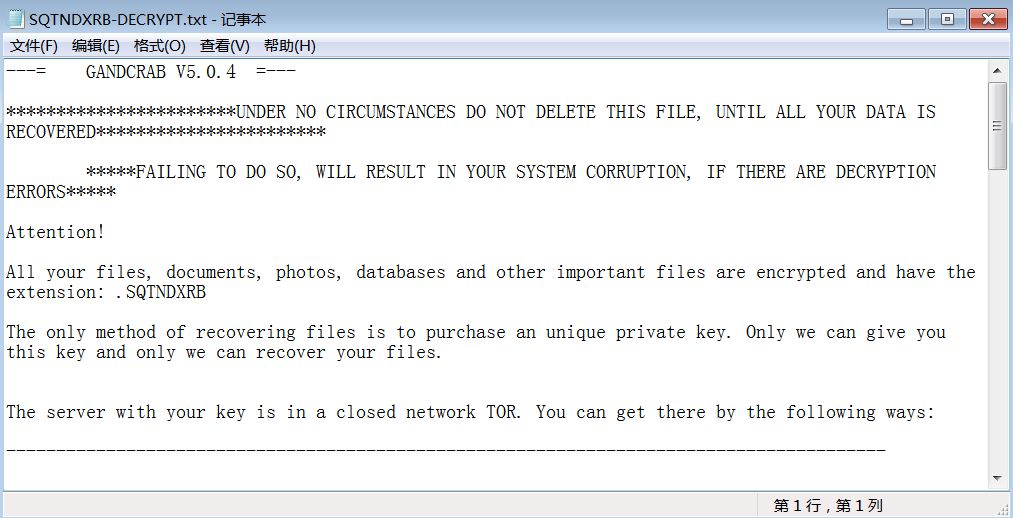 SQTNDXRB-DECRYPT.txt - 记事本
文件(F) 编辑(E) 格式(O) 查看(V) 帮助(H)
---= GANDCRAB V5.0.4 =---
***********************UNDER NO CIRCUMSTANCES DO NOT DELETE THIS FILE, UNTIL ALL YOUR DATA IS
RECOVERED***********************
*****FAILING TO DO SO, WILL RESULT IN YOUR SYSTEM CORRUPTION, IF THERE ARE DECRYPTION
ERRORS*****
Attention!
All your files, documents, photos, databases and other important files are encrypted and have the
extension: .SQTNDXRB
The only method of recovering files is to purchase an unique private key. Only we can give you
this key and only we can recover your files.
The server with your key is in a closed network TOR. You can get there by the following ways:
----------------------------------------------------------------------------------------
第 1 行，第 1 列